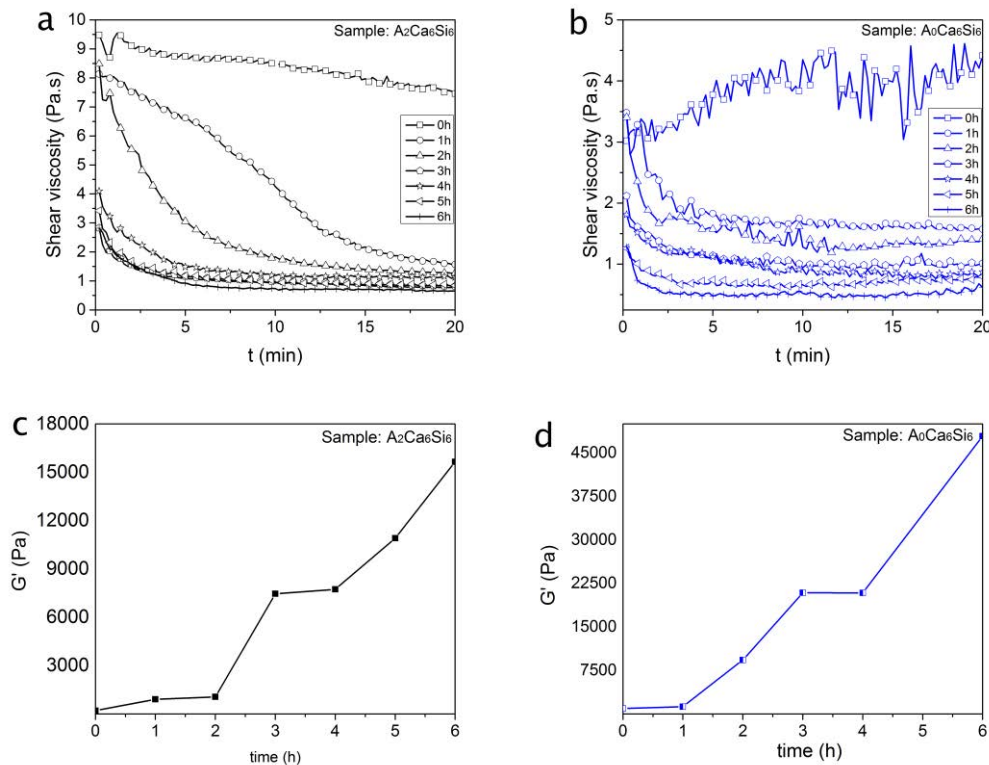 a
Sample: A2Ca6Si6
Shear viscosity (Pa.s)
10
9
8
7
6
5
4
3
2
1
0
0h
1h
2h
3h
4h
5h
6h
0 5 10 15 20
t (min)
b
Sample: A0Ca6Si6
Shear viscosity (Pa.s)
5
4
3
2
1
0h
1h
2h
3h
4h
5h
6h
0 5 10 15 20
t (min)
c
Sample: A2Ca6Si6
G' (Pa)
18000
15000
12000
9000
6000
3000
0 1 2 3 4 5 6
time (h)
d
Sample: A0Ca6Si6
G' (Pa)
45000
37500
30000
22500
15000
7500
0 1 2 3 4 5 6
time (h)